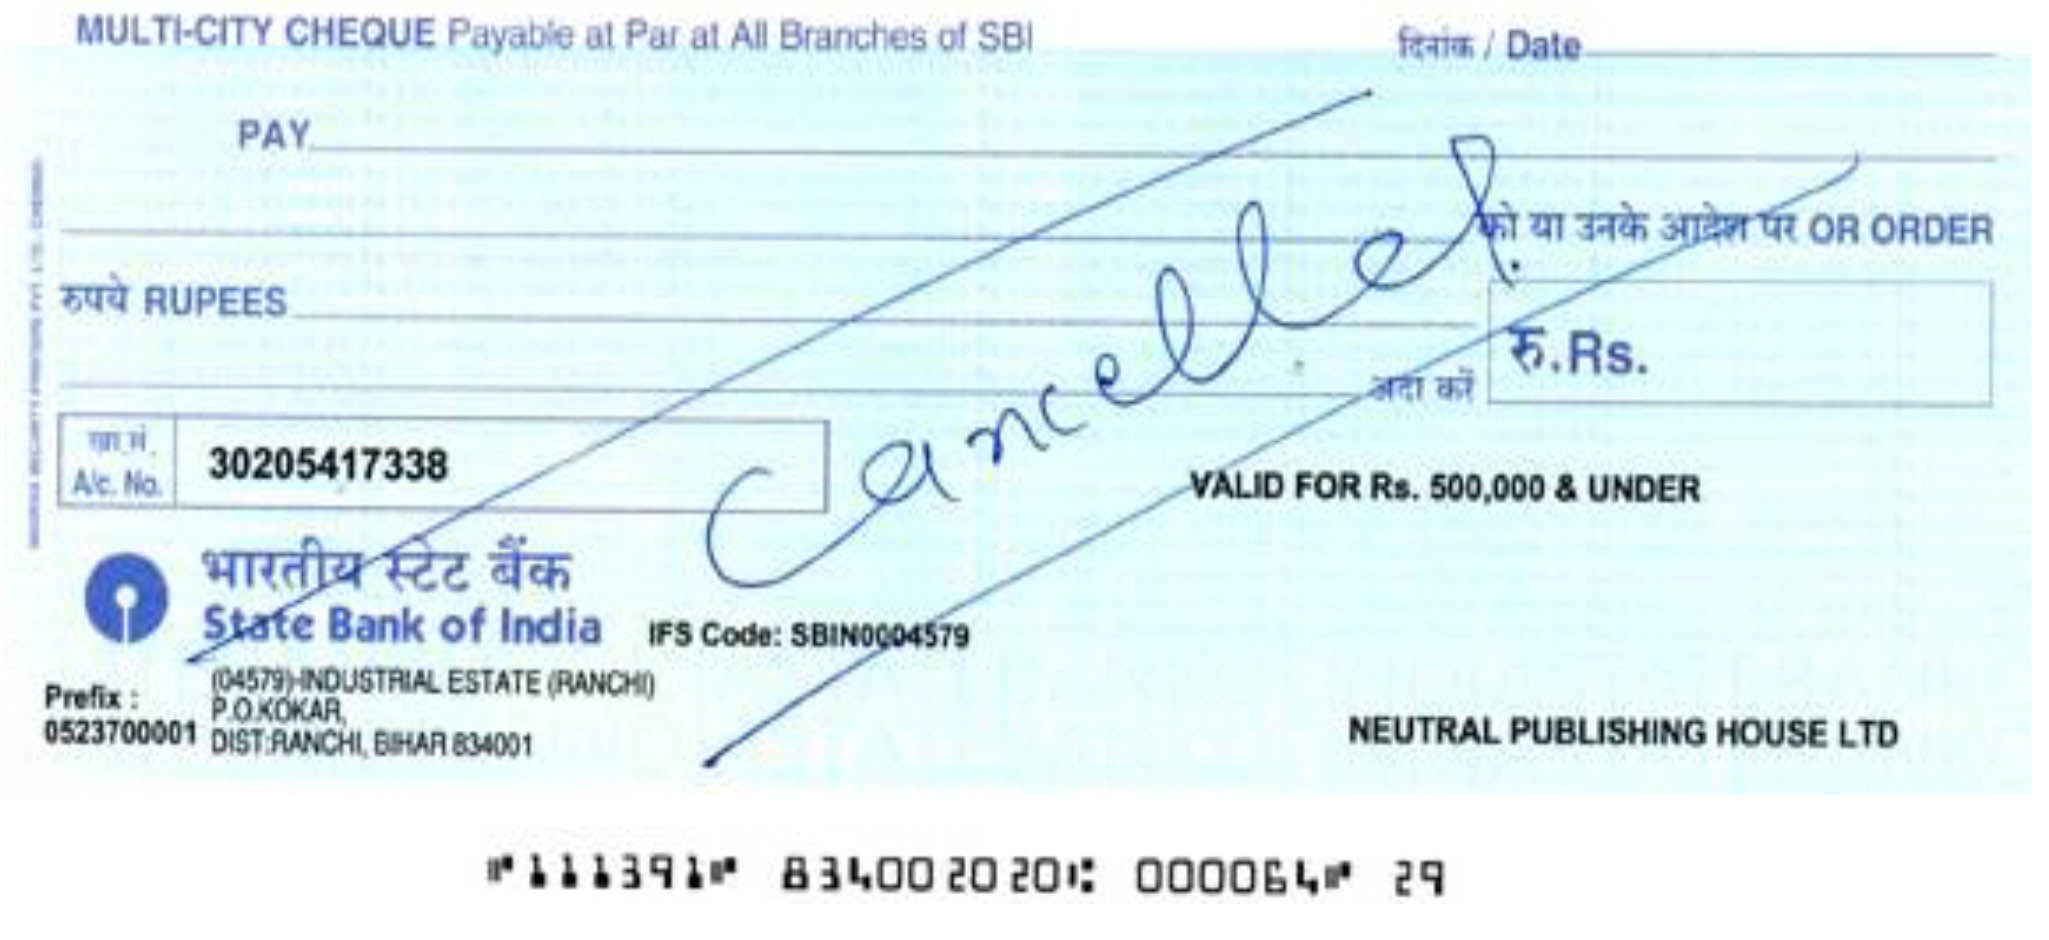 MULTI-CITY CHEQUE Payable at Par at All Branches of SBI
दिनांक / Date
PAY
को या उनके आदेश पर OR ORDER
रुपये RUPEES
अदा करें
रु.Rs.
खा.नं.
A/c. No.
30205417338
Cancelled
VALID FOR Rs. 500,000 & UNDER
भारतीय स्टेट बैंक
State Bank of India
IFS Code: SBIN0004579
(04579)-INDUSTRIAL ESTATE (RANCHI)
P.O.KOKAR,
DIST:RANCHI, BIHAR 834001
Prefix :
0523700001
NEUTRAL PUBLISHING HOUSE LTD
⑈111391⑈ 834002020⑆ 000064⑈ 29